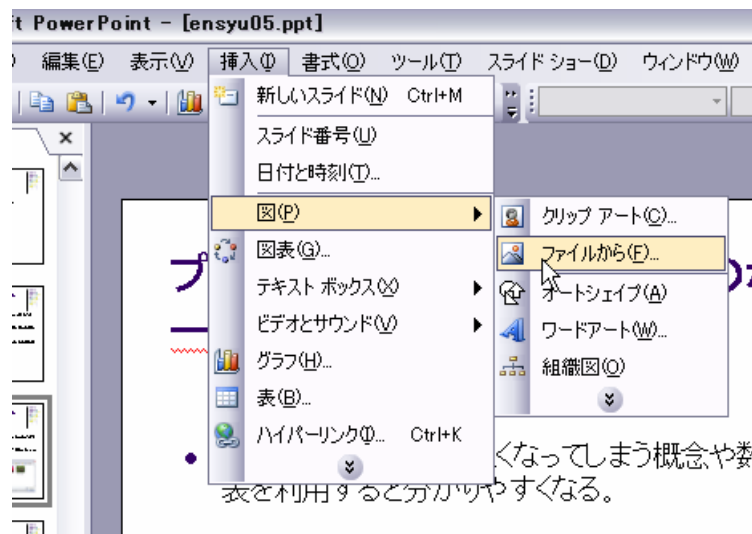 ft PowerPoint - [ensyu05.ppt]
) 編集(E) 表示(V) 挿入(I) 書式(O) ツール(T) スライド ショー(D) ウィンドウ(W)
新しいスライド(N) Ctrl+M
スライド番号(U)
日付と時刻(T)...
図(P)
図表(G)...
テキスト ボックス(X)
ビデオとサウンド(V)
グラフ(H)...
表(B)...
ハイパーリンク(I)... Ctrl+K
クリップ アート(C)...
ファイルから(F)...
オートシェイプ(A)
ワードアート(W)...
組織図(O)
プ
ー
くなってしまう概念や数
表を利用すると分かりやすくなる。